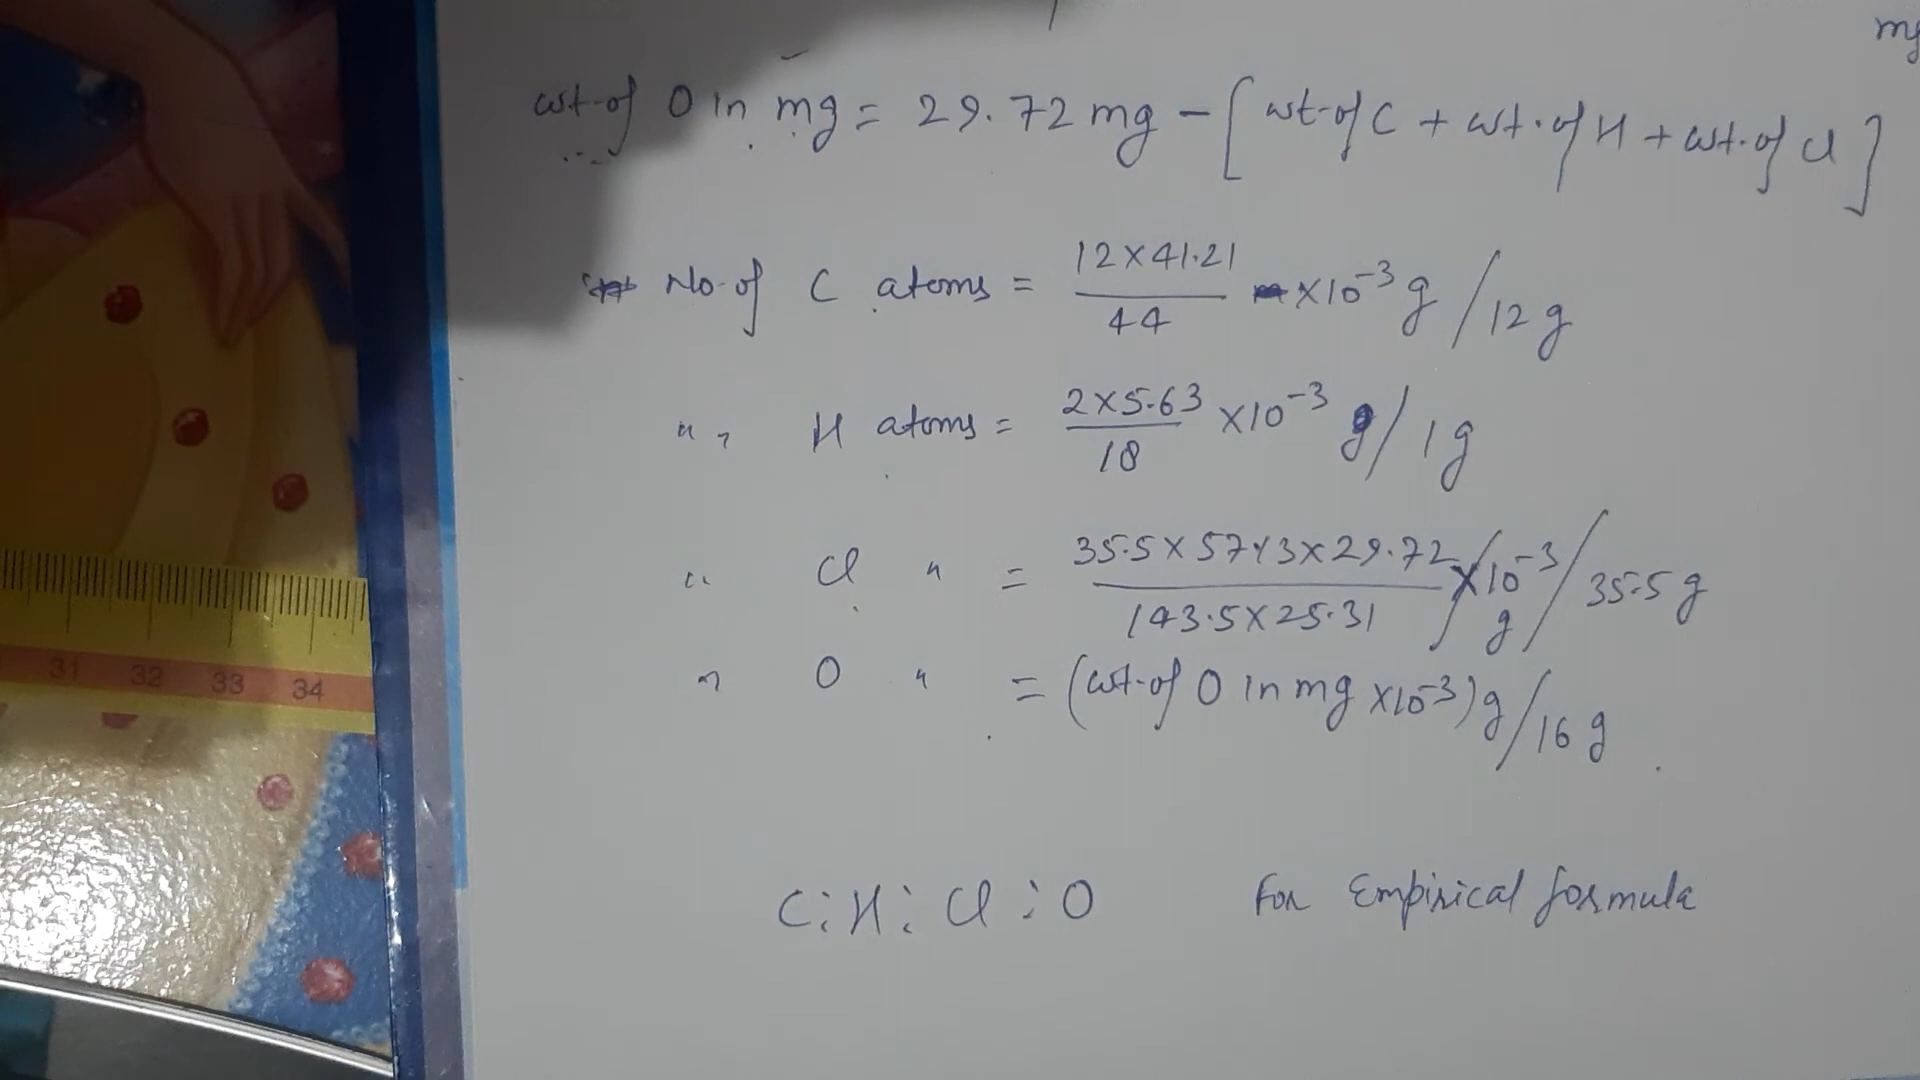 mg
wt. of O in mg = 29.72 mg - [wt. of C + wt. of H + wt. of Cl]
No. of C atoms = 12 x 41.21 / 44 x 10^-3 g / 12 g
" " H atoms = 2 x 5.63 / 18 x 10^-3 g / 1 g
" Cl " = 35.5 x 57.13 x 29.72 / 143.5 x 25.31 x 10^-3 g / 35.5 g
" O " = (wt. of O in mg x 10^-3) g / 16 g
C : H : Cl : O For Empirical formula
31 32 33 34